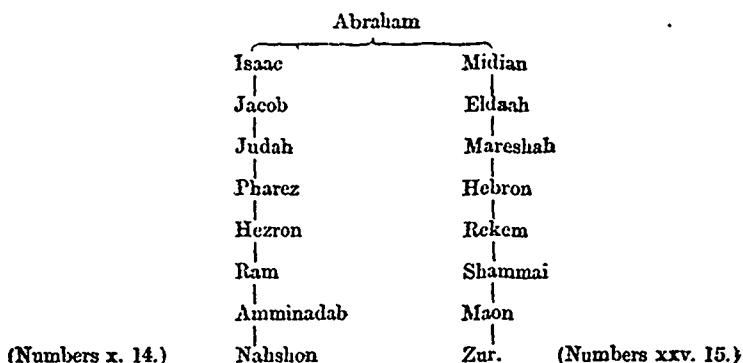 Abraham
Isaac Midian
Jacob Eldaah
Judah Mareshah
Pharez Hebron
Hezron Rekem
Ram Shammai
Amminadab Maon
(Numbers x. 14.) Nahshon Zur. (Numbers xxv. 15.)